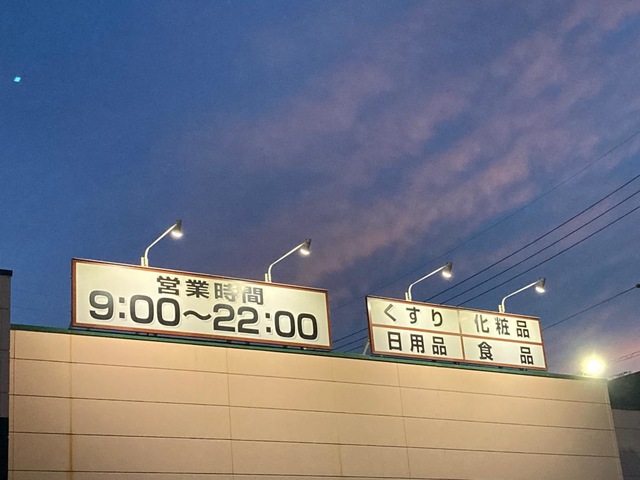 営業時間
9:00〜22:00
くすり 化粧品
日用品 食品